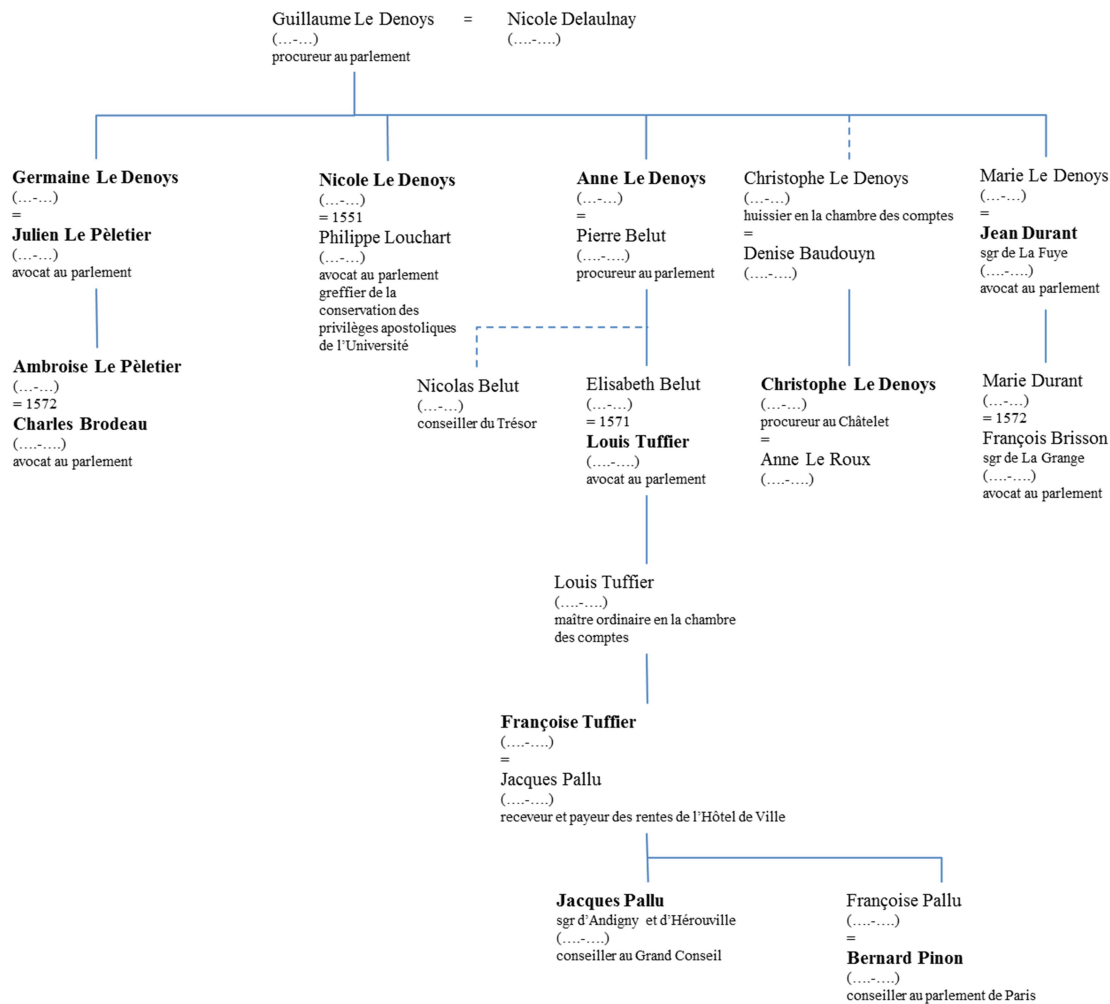 Guillaume Le Denoys = Nicole Delaulnay
(…-…) (….-….)
procureur au parlement
Germaine Le Denoys
(…-…)
=
Julien Le Pèletier
(…-…)
avocat au parlement
Nicole Le Denoys
(…-…)
= 1551
Philippe Louchart
(…-…)
avocat au parlement
greffier de la
conservation des
privilèges apostoliques
de l’Université
Anne Le Denoys
(…-…)
=
Pierre Belut
(….-….)
procureur au parlement
Christophe Le Denoys
(…-…)
huissier en la chambre des comptes
=
Denise Baudouyn
(….-….)
Marie Le Denoys
(…-…)
=
Jean Durant
sgr de La Fuye
(….-….)
avocat au parlement
Ambroise Le Pèletier
(…-…)
= 1572
Charles Brodeau
(….-….)
avocat au parlement
Nicolas Belut
(…-…)
conseiller du Trésor
Elisabeth Belut
(…-…)
= 1571
Louis Tuffier
(….-….)
avocat au parlement
Christophe Le Denoys
(…-…)
procureur au Châtelet
=
Anne Le Roux
(….-….)
Marie Durant
(…-…)
= 1572
François Brisson
sgr de La Grange
(….-….)
avocat au parlement
Louis Tuffier
(….-….)
maître ordinaire en la chambre
des comptes
Françoise Tuffier
(….-….)
=
Jacques Pallu
(….-….)
receveur et payeur des rentes de l’Hôtel de Ville
Jacques Pallu
sgr d’Andigny et d’Hérouville
(….-….)
conseiller au Grand Conseil
Françoise Pallu
(….-….)
=
Bernard Pinon
(….-….)
conseiller au parlement de Paris